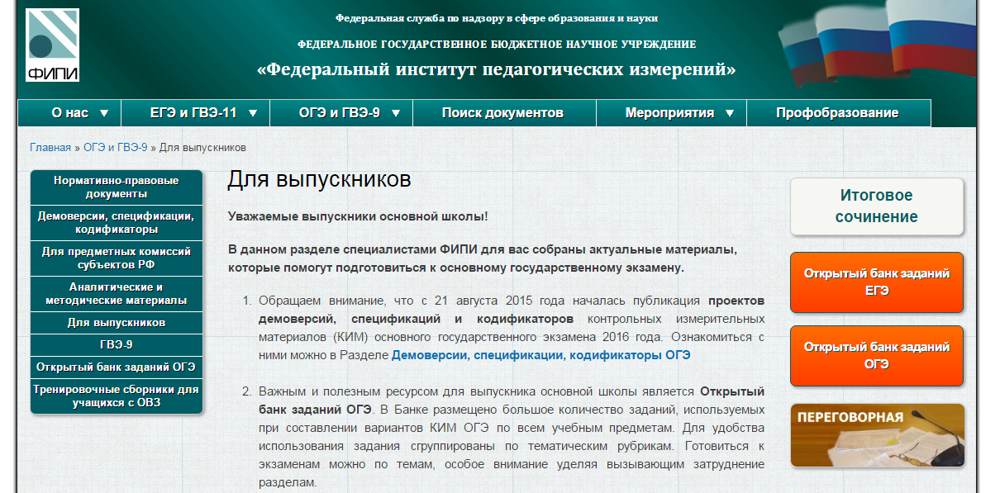 ФИПИ
Федеральная служба по надзору в сфере образования и науки
ФЕДЕРАЛЬНОЕ ГОСУДАРСТВЕННОЕ БЮДЖЕТНОЕ НАУЧНОЕ УЧРЕЖДЕНИЕ
«Федеральный институт педагогических измерений»
О нас ▼ ЕГЭ и ГВЭ-11 ▼ ОГЭ и ГВЭ-9 ▼ Поиск документов Мероприятия ▼ Профобразование
Главная » ОГЭ и ГВЭ-9 » Для выпускников
Нормативно-правовые
документы
Демоверсии, спецификации,
кодификаторы
Для предметных комиссий
субъектов РФ
Аналитические и
методические материалы
Для выпускников
ГВЭ-9
Открытый банк заданий ОГЭ
Тренировочные сборники для
учащихся с ОВЗ
Для выпускников
Уважаемые выпускники основной школы!
В данном разделе специалистами ФИПИ для вас собраны актуальные материалы,
которые помогут подготовиться к основному государственному экзамену.
1. Обращаем внимание, что с 21 августа 2015 года началась публикация проектов
демоверсий, спецификаций и кодификаторов контрольных измерительных
материалов (КИМ) основного государственного экзамена 2016 года. Ознакомиться с
ними можно в Разделе Демоверсии, спецификации, кодификаторы ОГЭ
2. Важным и полезным ресурсом для выпускника основной школы является Открытый
банк заданий ОГЭ. В Банке размещено большое количество заданий, используемых
при составлении вариантов КИМ ОГЭ по всем учебным предметам. Для удобства
использования задания сгруппированы по тематическим рубрикам. Готовиться к
экзаменам можно по темам, особое внимание уделяя вызывающим затруднение
разделам.
Итоговое
сочинение
Открытый банк заданий
ЕГЭ
Открытый банк заданий
ОГЭ
ПЕРЕГОВОРНАЯ